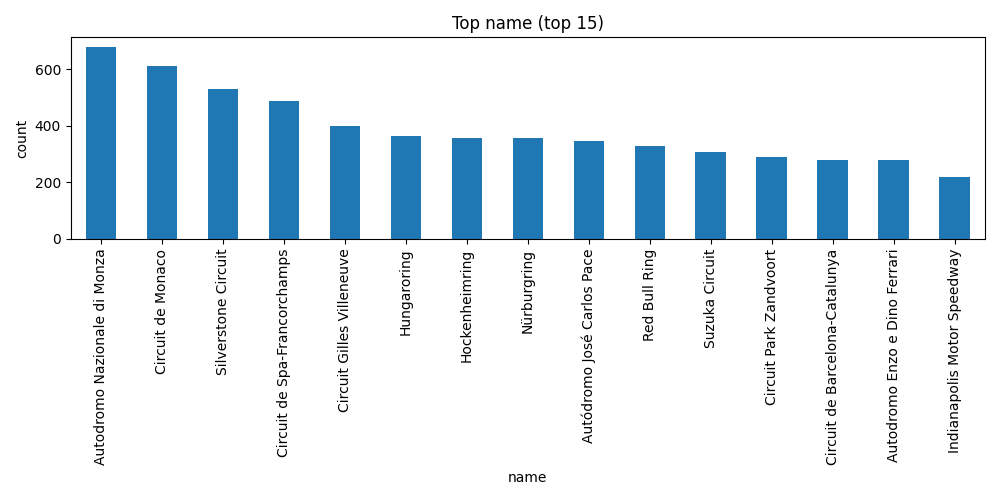 Top name (top 15)
count
600
400
200
0
Autodromo Nazionale di Monza
Circuit de Monaco
Silverstone Circuit
Circuit de Spa-Francorchamps
Circuit Gilles Villeneuve
Hungaroring
Hockenheimring
Nürburgring
Autódromo José Carlos Pace
Red Bull Ring
Suzuka Circuit
Circuit Park Zandvoort
Circuit de Barcelona-Catalunya
Autodromo Enzo e Dino Ferrari
Indianapolis Motor Speedway
name